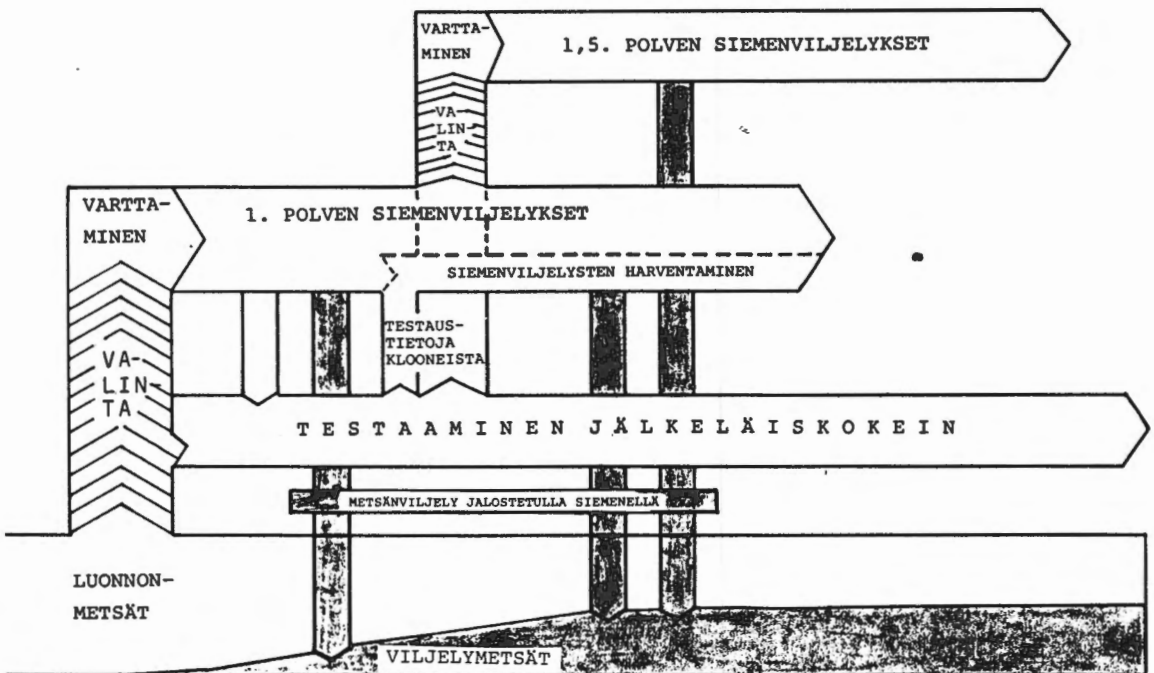 VARTTA-
MINEN
1,5. POLVEN SIEMENVILJELYKSET
VA-
LIN-
TA
VARTTA-
MINEN
1. POLVEN SIEMENVILJELYKSET
SIEMENVILJELYSTEN HARVENTAMINEN
TESTAUS-
TIETOJA
KLOONEISTA
VA-
LIN-
TA
TESTAAMINEN JÄLKELÄISKOKEIN
METSÄNVILJELY JALOSTETULLA SIEMENELLÄ
LUONNON-
METSÄT
VILJELYMETSÄT